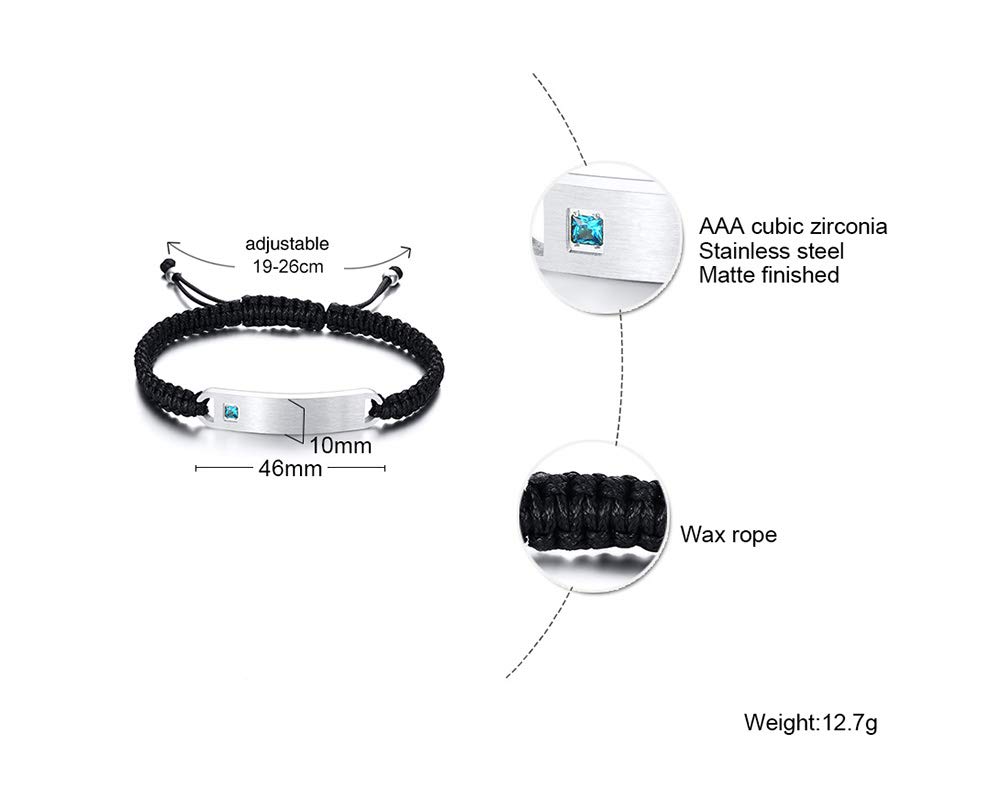 adjustable
19-26cm
10mm
46mm
AAA cubic zirconia
Stainless steel
Matte finished
Wax rope
Weight:12.7g